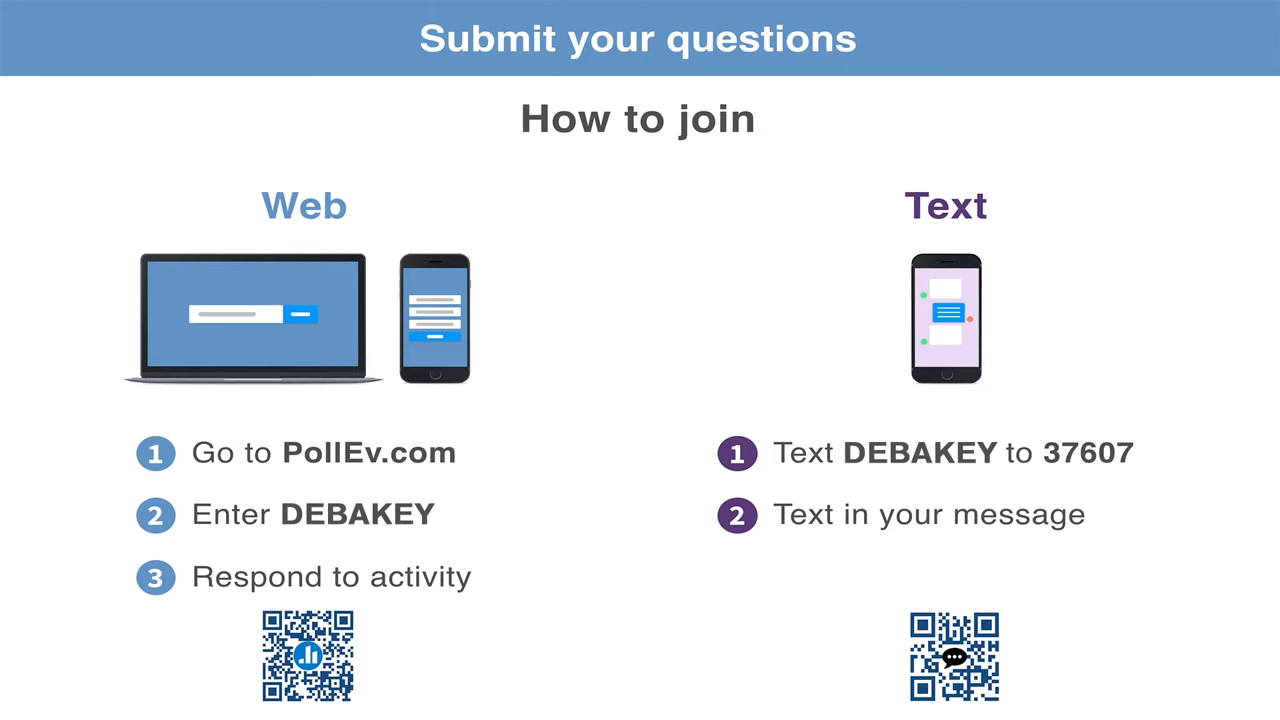 Submit your questions
How to join
Web
1 Go to PollEv.com
2 Enter DEBAKEY
3 Respond to activity
Text
1 Text DEBAKEY to 37607
2 Text in your message